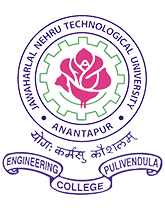 JAWAHARLAL NEHRU TECHNOLOGICAL UNIVERSITY
ANANTAPUR
योगः कर्मसु कौशलम्
ENGINEERING PULIVENDULA
COLLEGE